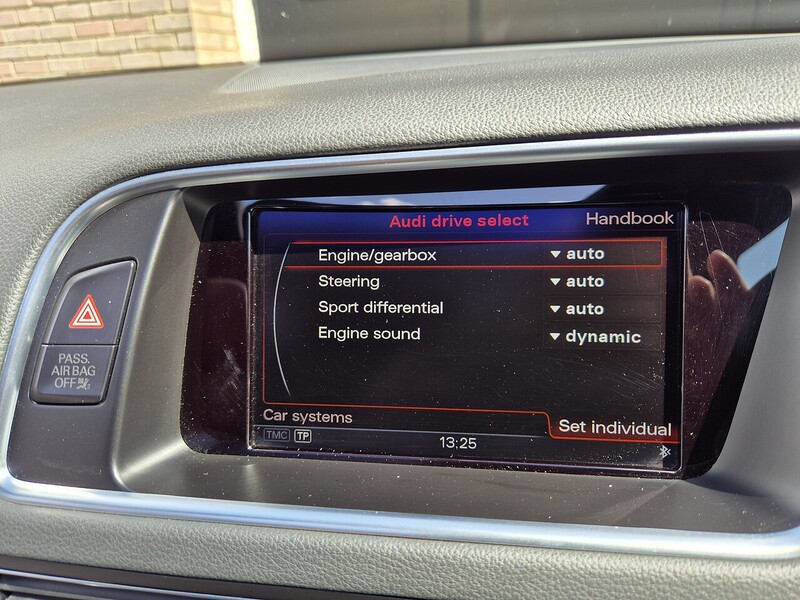 Audi drive select
Handbook
Engine/gearbox auto
Steering auto
Sport differential auto
Engine sound dynamic
Car systems
Set individual
TMC TP
13:25
PASS.
AIR BAG
OFF